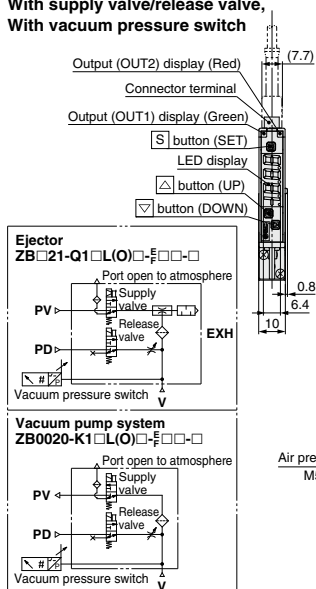 With supply valve/release valve,
With vacuum pressure switch
(7.7)
Output (OUT2) display (Red)
Connector terminal
Output (OUT1) display (Green)
S button (SET)
LED display
△ button (UP)
▽ button (DOWN)
0.8
6.4
10
Ejector
ZB□21-Q1□L(O)□-E/F□□-□
Port open to atmosphere
Supply
valve
PV
Release
valve
EXH
PD
# P
Vacuum pressure switch
V
Vacuum pump system
ZB0020-K1□L(O)□-E/F□□-□
Port open to atmosphere
Supply
valve
PV
Release
valve
PD
# P
Vacuum pressure switch
V
Air pre
M5